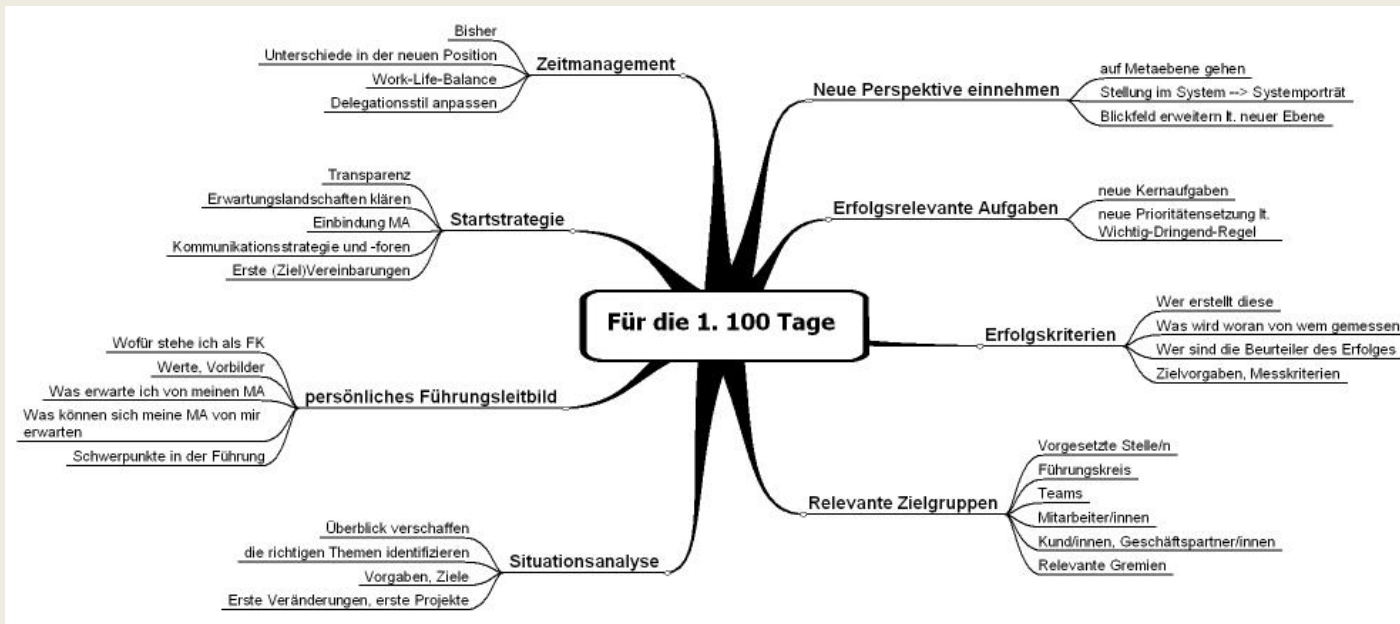 Für die 1. 100 Tage
Zeitmanagement
Bisher
Unterschiede in der neuen Position
Work-Life-Balance
Delegationsstil anpassen
Startstrategie
Transparenz
Erwartungslandschaften klären
Einbindung MA
Kommunikationsstrategie und -foren
Erste (Ziel)Vereinbarungen
persönliches Führungsleitbild
Wofür stehe ich als FK
Werte, Vorbilder
Was erwarte ich von meinen MA
Was können sich meine MA von mir
erwarten
Schwerpunkte in der Führung
Situationsanalyse
Überblick verschaffen
die richtigen Themen identifizieren
Vorgaben, Ziele
Erste Veränderungen, erste Projekte
Neue Perspektive einnehmen
auf Metaebene gehen
Stellung im System --> Systemporträt
Blickfeld erweitern lt. neuer Ebene
Erfolgsrelevante Aufgaben
neue Kernaufgaben
neue Prioritätensetzung lt.
Wichtig-Dringend-Regel
Erfolgskriterien
Wer erstellt diese
Was wird woran von wem gemessen
Wer sind die Beurteiler des Erfolges
Zielvorgaben, Messkriterien
Relevante Zielgruppen
Vorgesetzte Stelle/n
Führungskreis
Teams
Mitarbeiter/innen
Kund/innen, Geschäftspartner/innen
Relevante Gremien